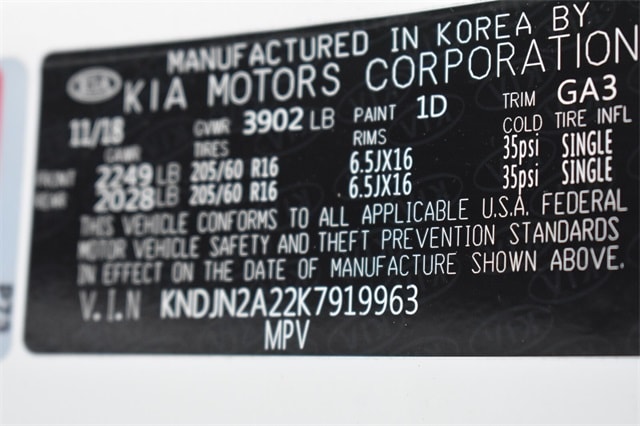 MANUFACTURED IN KOREA BY
KIA KIA MOTORS CORPORATION
11/18 GVWR 3902 LB PAINT 1D TRIM GA3
GAWR TIRES RIMS COLD TIRE INFL
FRONT 2249 LB 205/60 R16 6.5JX16 35psi SINGLE
REAR 2028 LB 205/60 R16 6.5JX16 35psi SINGLE
THIS VEHICLE CONFORMS TO ALL APPLICABLE U.S.A. FEDERAL
MOTOR VEHICLE SAFETY AND THEFT PREVENTION STANDARDS
IN EFFECT ON THE DATE OF MANUFACTURE SHOWN ABOVE.
V.I.N KNDJN2A22K7919963
MPV